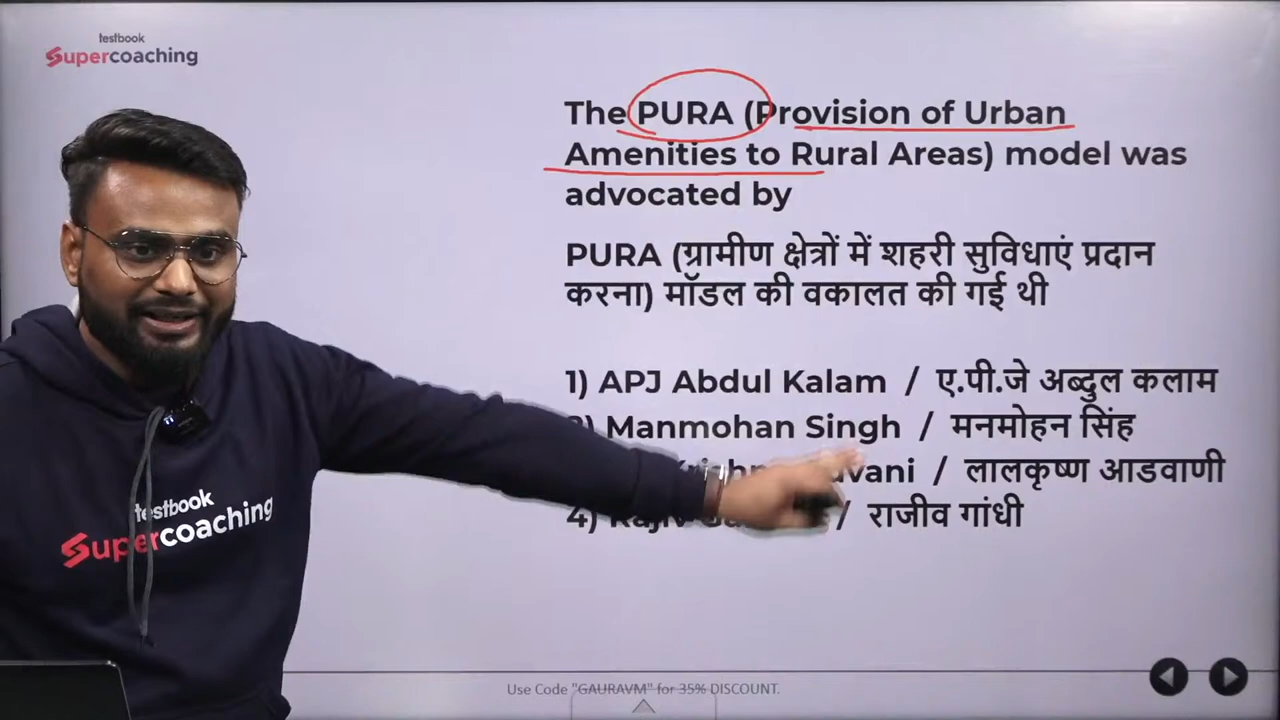 testbook
Supercoaching
The PURA (Provision of Urban
Amenities to Rural Areas) model was
advocated by
PURA (ग्रामीण क्षेत्रों में शहरी सुविधाएं प्रदान
करना) मॉडल की वकालत की गई थी
1) APJ Abdul Kalam / ए.पी.जे अब्दुल कलाम
Manmohan Singh / मनमोहन सिंह
/ लालकृष्ण आडवाणी
4) / राजीव गांधी
testbook
Supercoaching
Use Code "GAURAVM" for 35% DISCOUNT.